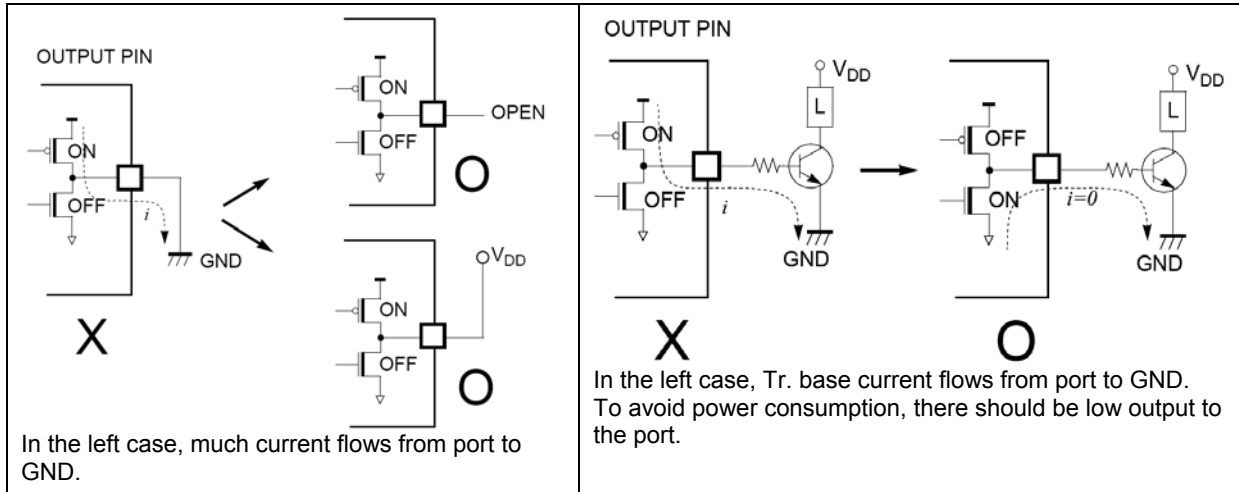 OUTPUT PIN
ON
OFF
i
GND
X
ON
OFF
OPEN
O
VDD
ON
OFF
O
In the left case, much current flows from port to
GND.
OUTPUT PIN
ON
OFF
i
VDD
L
GND
X
OFF
ON
i=0
VDD
L
GND
O
In the left case, Tr. base current flows from port to GND.
To avoid power consumption, there should be low output to
the port.